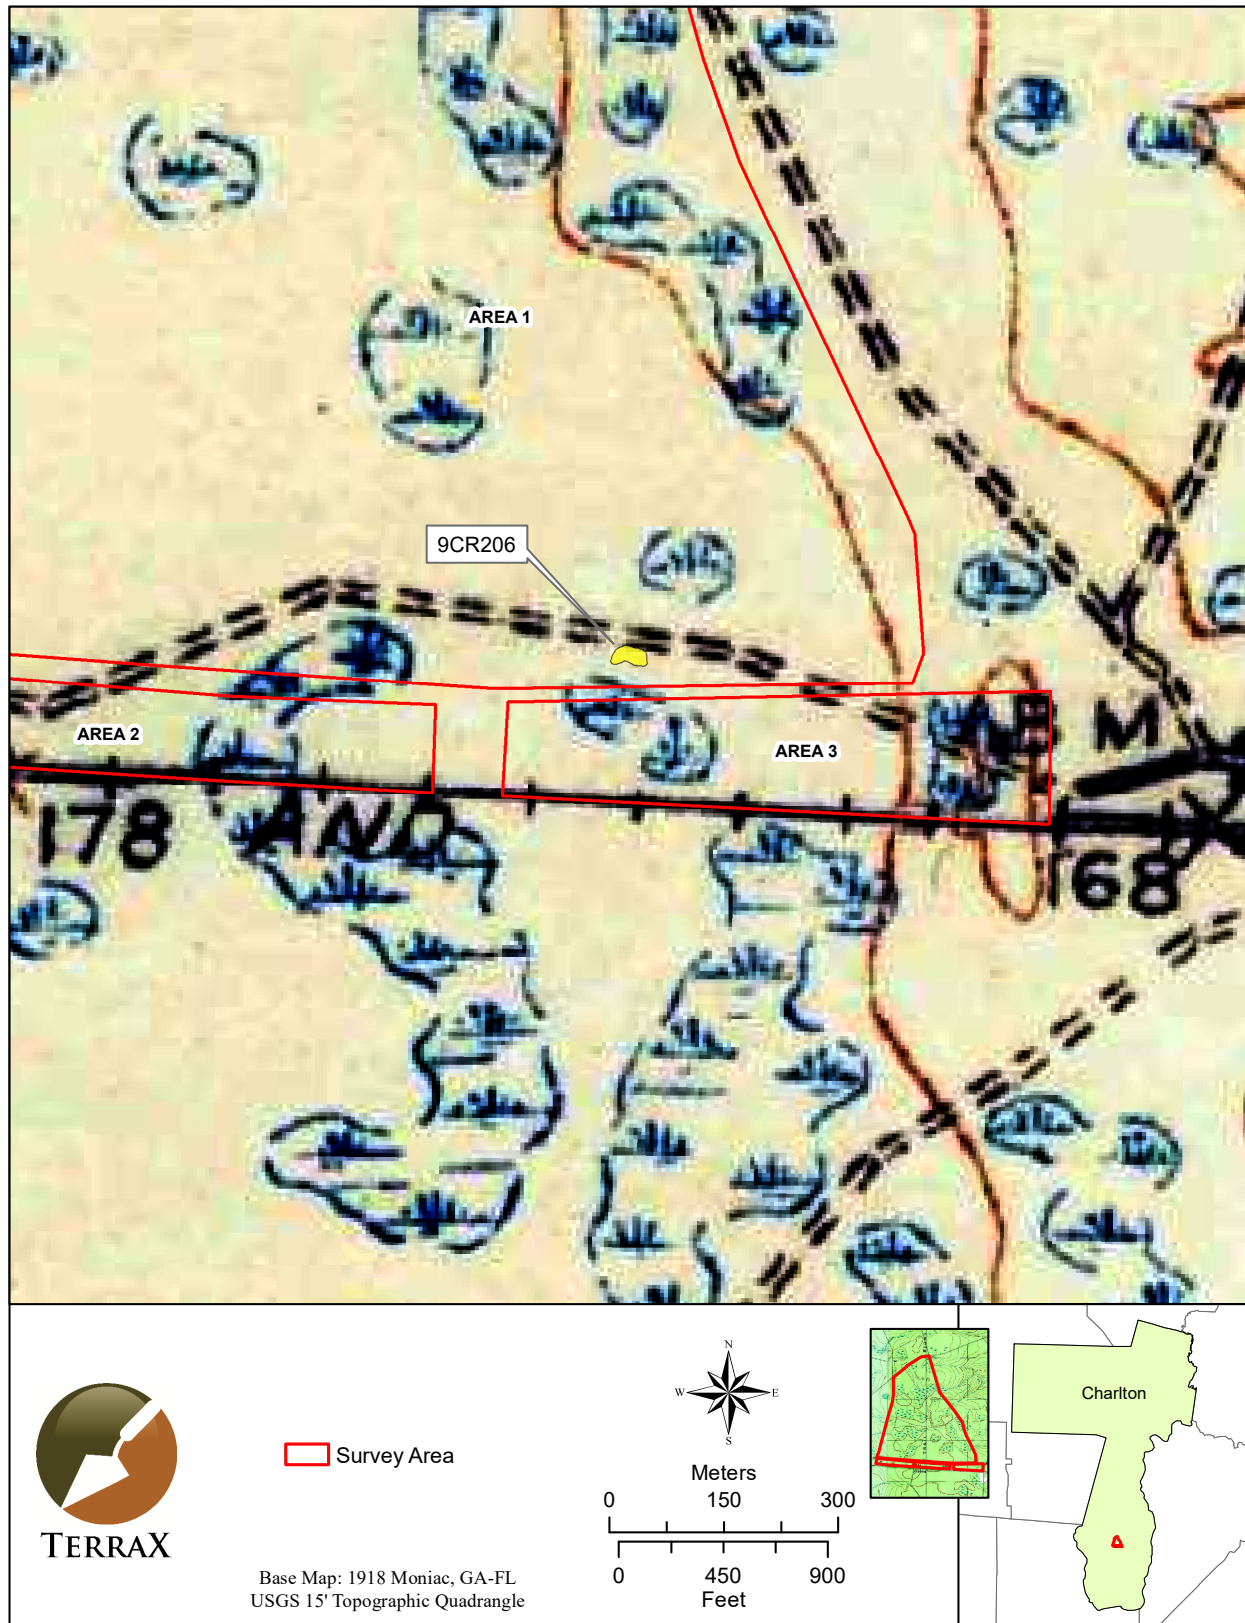 AREA 1
9CR206
AREA 2
AREA 3
M
178
AND
168
TERRAX
Survey Area
N
W
E
S
Meters
0 150 300
0 450 900
Feet
Base Map: 1918 Moniac, GA-FL
USGS 15' Topographic Quadrangle
Charlton